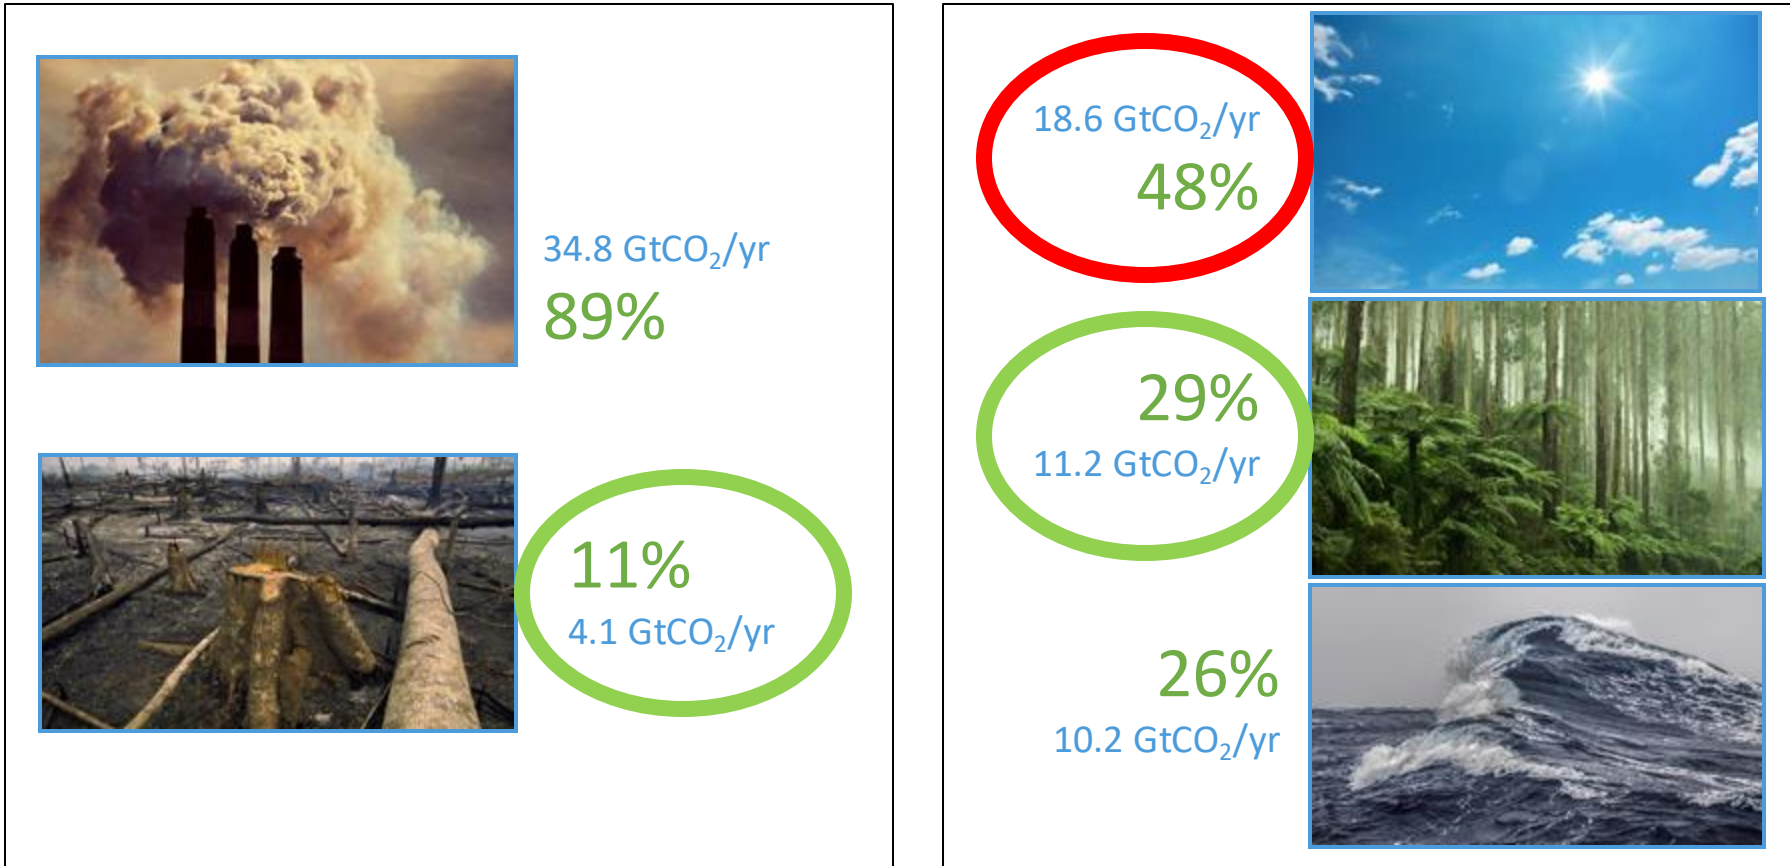 34.8 GtCO₂/yr
89%
11%
4.1 GtCO₂/yr
18.6 GtCO₂/yr
48%
29%
11.2 GtCO₂/yr
26%
10.2 GtCO₂/yr